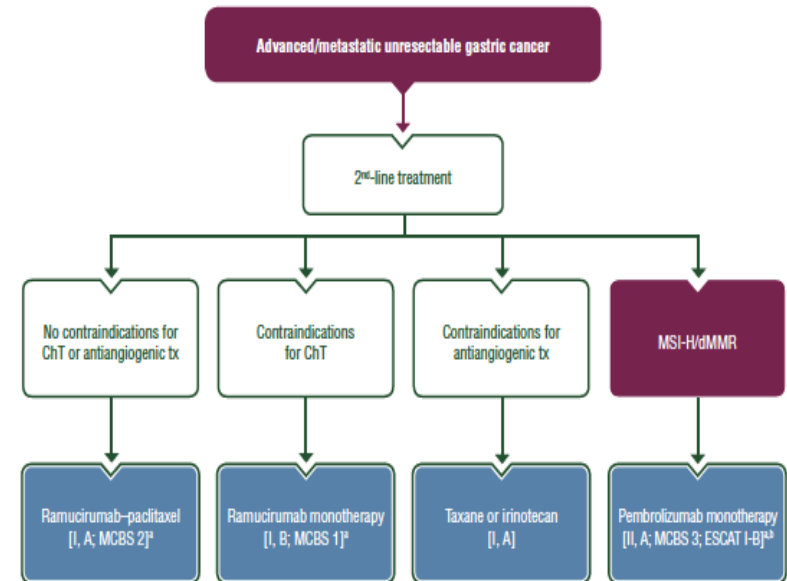 Advanced/metastatic unresectable gastric cancer
2nd-line treatment
No contraindications for
ChT or antiangiogenic tx
Contraindications
for ChT
Contraindications for
antiangiogenic tx
MSI-H/dMMR
Ramucirumab–paclitaxel
[I, A; MCBS 2]a
Ramucirumab monotherapy
[I, B; MCBS 1]a
Taxane or irinotecan
[I, A]
Pembrolizumab monotherapy
[II, A; MCBS 3; ESCAT I-B]a,b